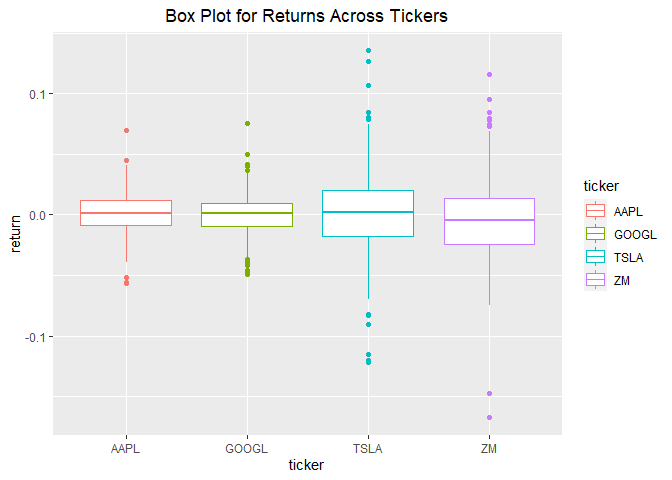 Box Plot for Returns Across Tickers
0.1
0.0
-0.1
return
AAPL
GOOGL
TSLA
ZM
ticker
ticker
AAPL
GOOGL
TSLA
ZM